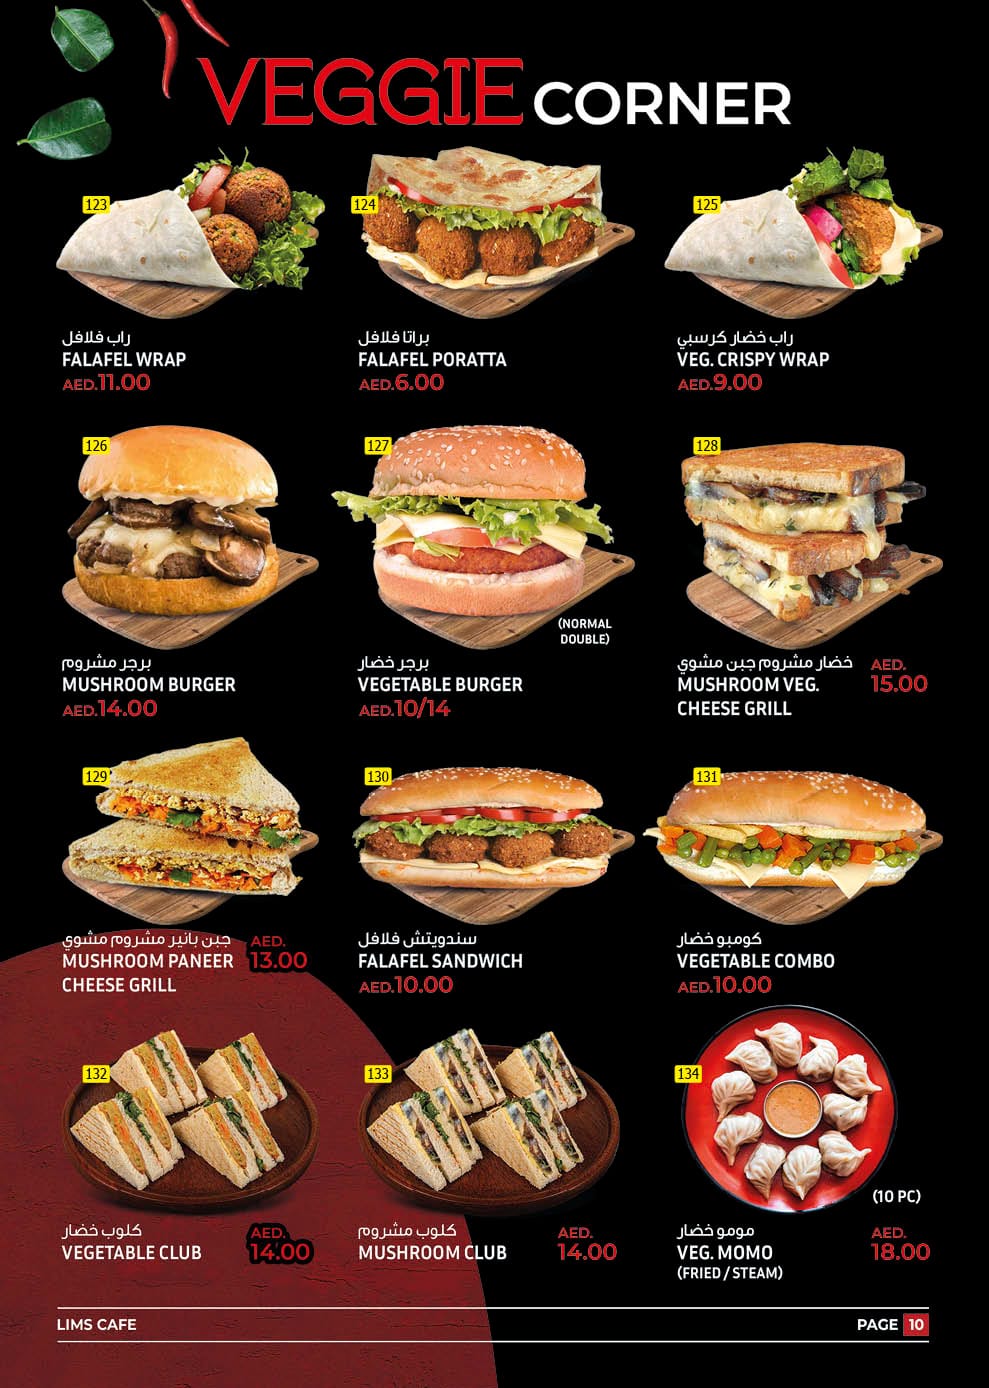 VEGGIE CORNER
123
راب فلافل
FALAFEL WRAP
AED.11.00
124
براتا فلافل
FALAFEL PORATTA
AED.6.00
125
راب خضار كرسبي
VEG. CRISPY WRAP
AED.9.00
126
برجر مشروم
MUSHROOM BURGER
AED.14.00
127
(NORMAL
DOUBLE)
برجر خضار
VEGETABLE BURGER
AED.10/14
128
خضار مشروم جبن مشوي
MUSHROOM VEG.
CHEESE GRILL
AED.
15.00
129
جبن بانير مشروم مشوي
MUSHROOM PANEER
CHEESE GRILL
AED.
13.00
130
سندويتش فلافل
FALAFEL SANDWICH
AED.10.00
131
كومبو خضار
VEGETABLE COMBO
AED.10.00
132
كلوب خضار
VEGETABLE CLUB
AED.
14.00
133
كلوب مشروم
MUSHROOM CLUB
AED.
14.00
134
(10 PC)
مومو خضار
VEG. MOMO
(FRIED / STEAM)
AED.
18.00
LIMS CAFE
PAGE 10